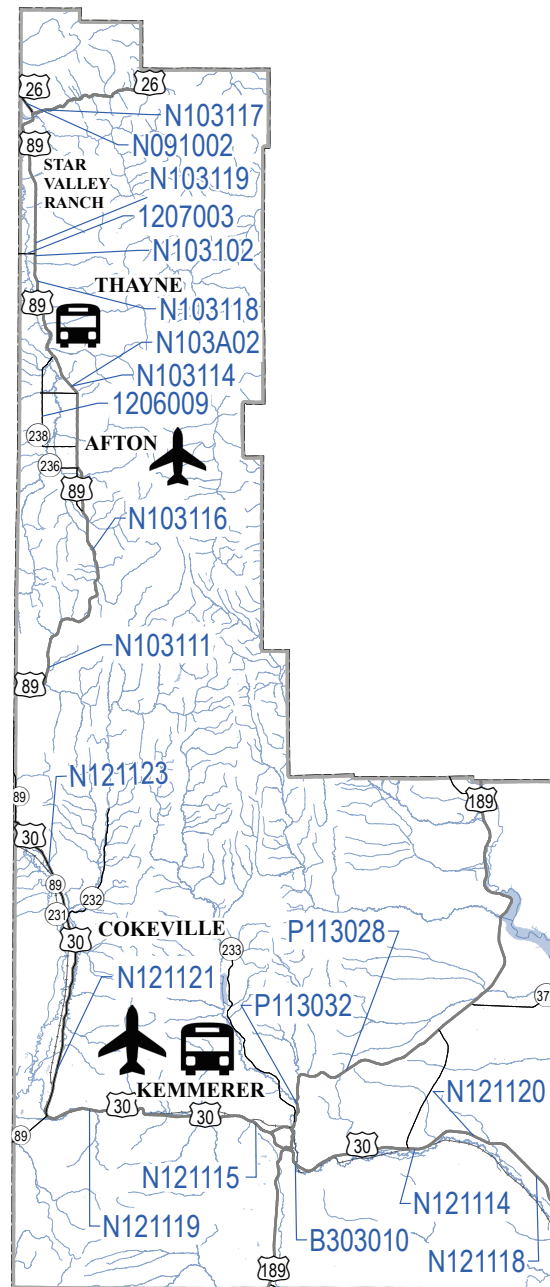 26
26
N103117
N091002
89
STAR
VALLEY
RANCH
N103119
1207003
N103102
THAYNE
89
N103118
N103A02
N103114
1206009
238
AFTON
236
89
N103116
N103111
89
N121123
89
189
30
89
232
231
COKEVILLE
30
233
P113028
N121121
P113032
37
KEMMERER
N121120
30
30
89
30
N121115
N121114
N121119
B303010
N121118
189